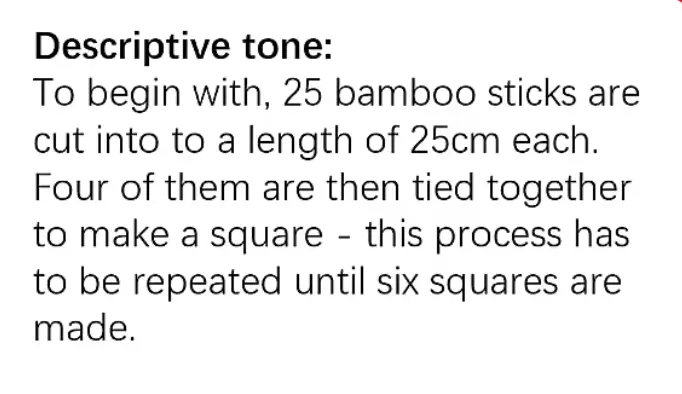 Descriptive tone:
To begin with, 25 bamboo sticks are
cut into to a length of 25cm each.
Four of them are then tied together
to make a square - this process has
to be repeated until six squares are
made.